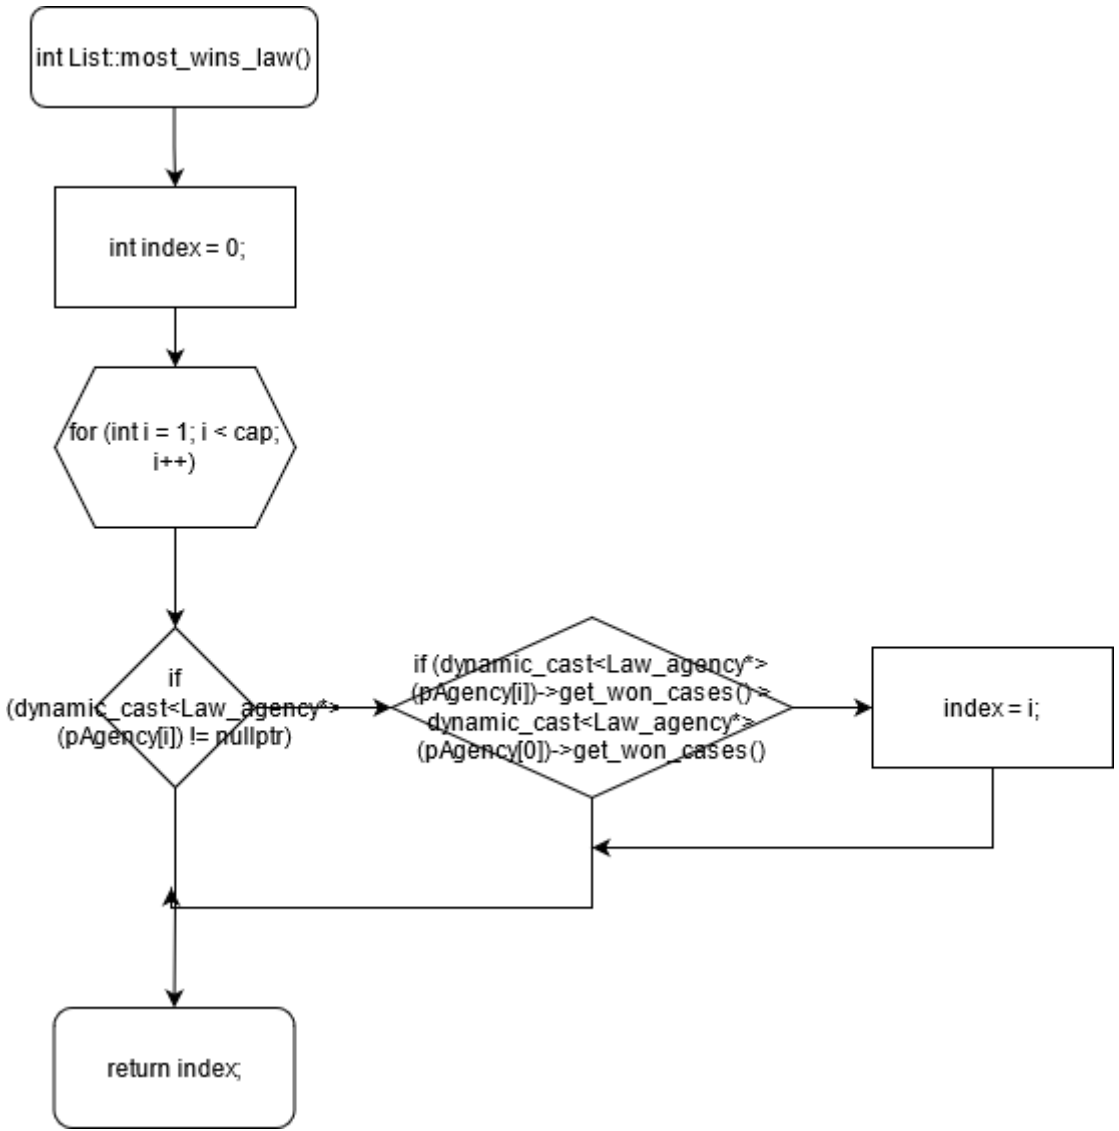 int List::most_wins_law()
int index = 0;
for (int i = 1; i < cap;
i++)
if
(dynamic_cast<Law_agency*>
(pAgency[i]) != nullptr)
if (dynamic_cast<Law_agency*>
(pAgency[i])->get_won_cases() >
dynamic_cast<Law_agency*>
(pAgency[0])->get_won_cases()
index = i;
return index;